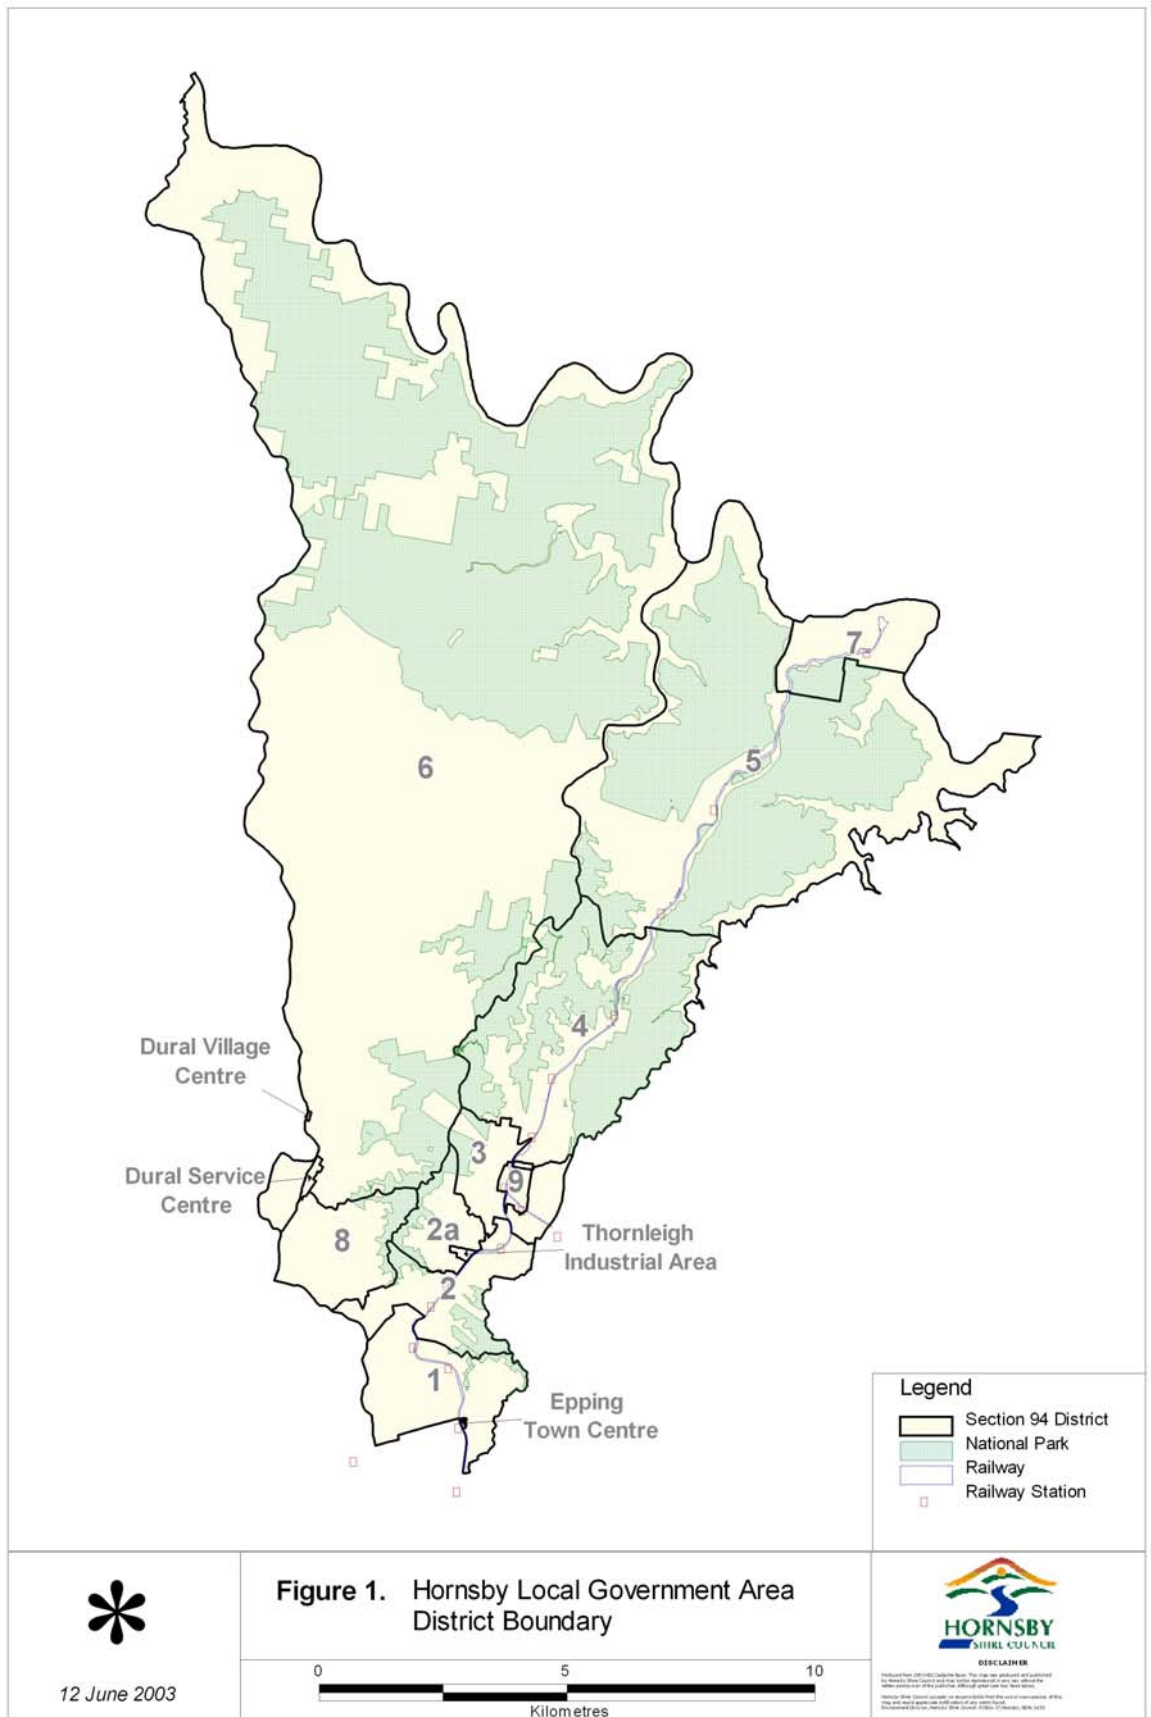 7
5
6
4
Dural Village
Centre
3
9
Dural Service
Centre
2a
8
Thornleigh
Industrial Area
2
1
Epping
Town Centre
Legend
Section 94 District
National Park
Railway
Railway Station
*
12 June 2003
Figure 1. Hornsby Local Government Area
District Boundary
0 5 10
Kilometres
HORNSBY
SHIRE COUNCIL
DISCLAIMER